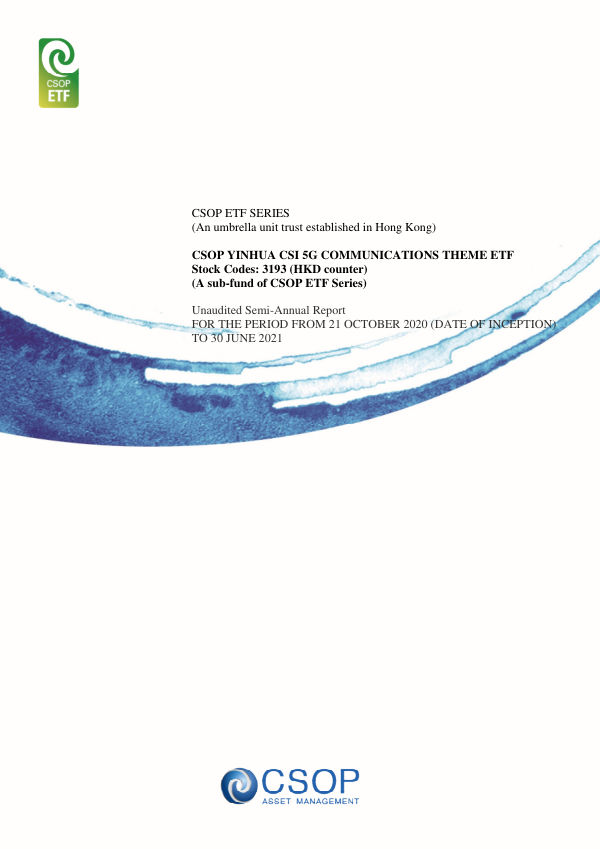 CSOP
ETF
CSOP ETF SERIES
(An umbrella unit trust established in Hong Kong)
CSOP YINHUA CSI 5G COMMUNICATIONS THEME ETF
Stock Codes: 3193 (HKD counter)
(A sub-fund of CSOP ETF Series)
Unaudited Semi-Annual Report
FOR THE PERIOD FROM 21 OCTOBER 2020 (DATE OF INCEPTION)
TO 30 JUNE 2021
CSOP
ASSET MANAGEMENT